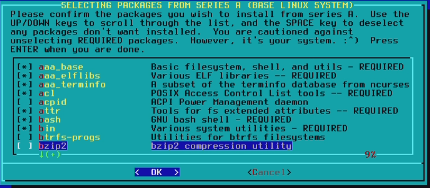 SELECTING PACKAGES FROM SERIES A (BASE LINUX SYSTEM)
Please confirm the packages you wish to install from series A.  Use the
UP/DOWN keys to scroll through the list, and the SPACE key to deselect
any packages you don't want installed.  You are cautioned against
unselecting REQUIRED packages.  However, it's your system. :^)  Press
ENTER when you are done.
[*] aaa_base Basic filesystem, shell, and utils - REQUIRED
[*] aaa_elflibs Various ELF libraries -- REQUIRED
[*] aaa_terminfo A subset of the terminfo database from ncurses
[*] acl POSIX Access Control List tools -- REQUIRED
[ ] acpid ACPI Power Management daemon
[*] attr Tools for fs extended attributes -- REQUIRED
[*] bash GNU bash shell - REQUIRED
[*] bin Various system utilities - REQUIRED
[ ] btrfs-progs Utilities for btrfs filesystems
[ ] bzip2 bzip2 compression utility
↓(+) 9%
< OK > <Cancel>